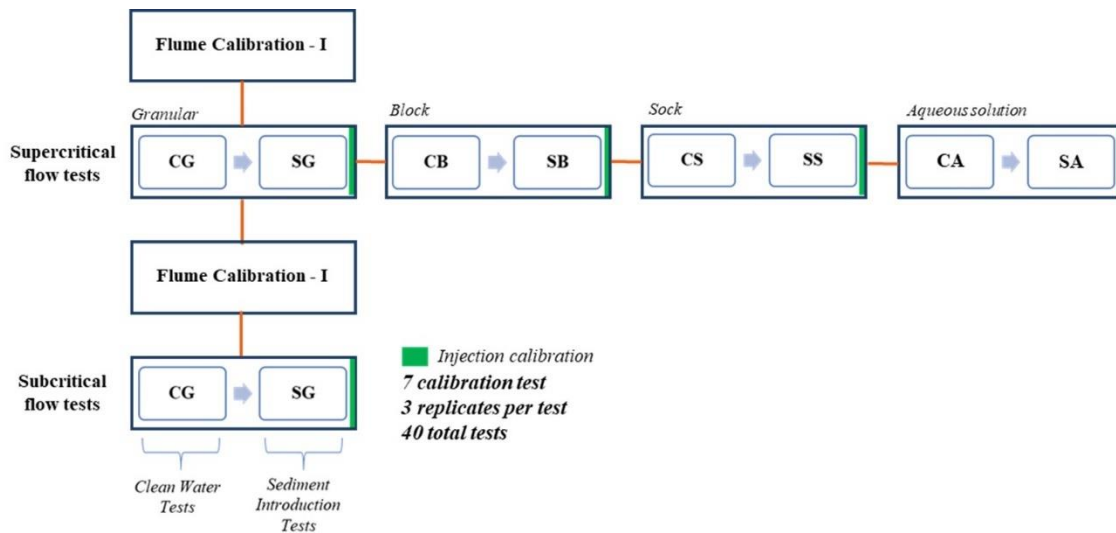 Flume Calibration - I
Granular
Block
Sock
Aqueous solution
Supercritical
flow tests
CG
SG
CB
SB
CS
SS
CA
SA
Flume Calibration - I
Subcritical
flow tests
CG
SG
Injection calibration
7 calibration test
3 replicates per test
40 total tests
Clean Water
Tests
Sediment
Introduction
Tests